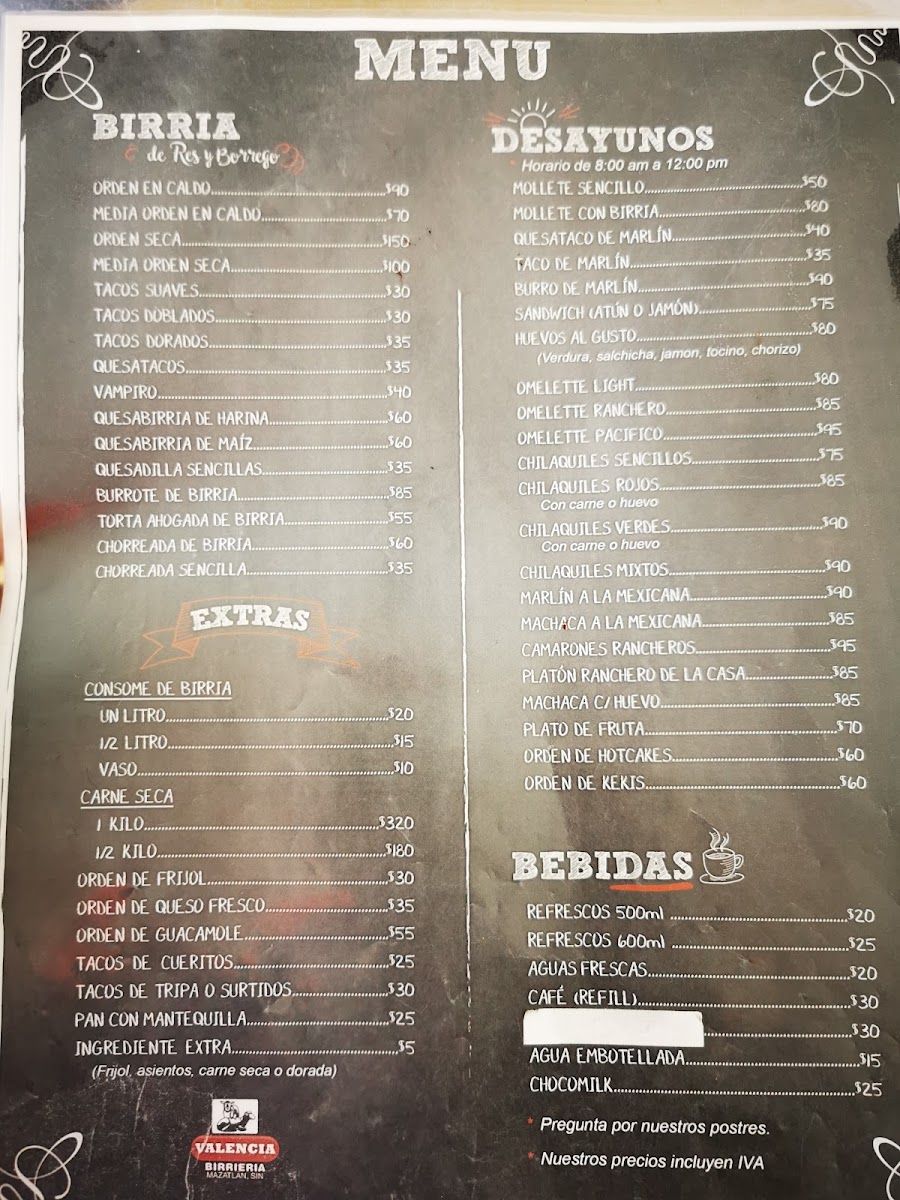 MENU
BIRRIA
de Res y Borrego
ORDEN EN CALDO........$90
MEDIA ORDEN EN CALDO........$70
ORDEN SECA........$150
MEDIA ORDEN SECA........$100
TACOS SUAVES........$30
TACOS DOBLADOS........$30
TACOS DORADOS........$35
QUESATACOS........$35
VAMPIRO........$40
QUESABIRRIA DE HARINA........$60
QUESABIRRIA DE MAÍZ........$60
QUESADILLA SENCILLAS........$35
BURROTE DE BIRRIA........$85
TORTA AHOGADA DE BIRRIA........$55
CHORREADA DE BIRRIA........$60
CHORREADA SENCILLA........$35
EXTRAS
CONSOME DE BIRRIA
UN LITRO........$20
1/2 LITRO........$15
VASO........$10
CARNE SECA
1 KILO........$320
1/2 KILO........$180
ORDEN DE FRIJOL........$30
ORDEN DE QUESO FRESCO........$35
ORDEN DE GUACAMOLE........$55
TACOS DE CUERITOS........$25
TACOS DE TRIPA O SURTIDOS........$30
PAN CON MANTEQUILLA........$25
INGREDIENTE EXTRA........$5
(Frijol, asientos, carne seca o dorada)
VALENCIA
BIRRIERIA
MAZATLAN, SIN
DESAYUNOS
* Horario de 8:00 am a 12:00 pm
MOLLETE SENCILLO........$50
MOLLETE CON BIRRIA........$80
QUESATACO DE MARLÍN........$40
TACO DE MARLÍN........$35
BURRO DE MARLÍN........$90
SANDWICH (ATÚN O JAMÓN)........$75
HUEVOS AL GUSTO........$80
(Verdura, salchicha, jamon, tocino, chorizo)
OMELETTE LIGHT........$80
OMELETTE RANCHERO........$85
OMELETTE PACIFICO........$95
CHILAQUILES SENCILLOS........$75
CHILAQUILES ROJOS........$85
Con carne o huevo
CHILAQUILES VERDES........$90
Con carne o huevo
CHILAQUILES MIXTOS........$90
MARLÍN A LA MEXICANA........$90
MACHACA A LA MEXICANA........$85
CAMARONES RANCHEROS........$95
PLATÓN RANCHERO DE LA CASA........$85
MACHACA C/HUEVO........$85
PLATO DE FRUTA........$70
ORDEN DE HOTCAKES........$60
ORDEN DE KEKIS........$60
BEBIDAS
REFRESCOS 500ml ........$20
REFRESCOS 600ml ........$25
AGUAS FRESCAS........$20
CAFÉ (REFILL)........$30
........$30
AGUA EMBOTELLADA........$15
CHOCOMILK........$25
* Pregunta por nuestros postres.
* Nuestros precios incluyen IVA